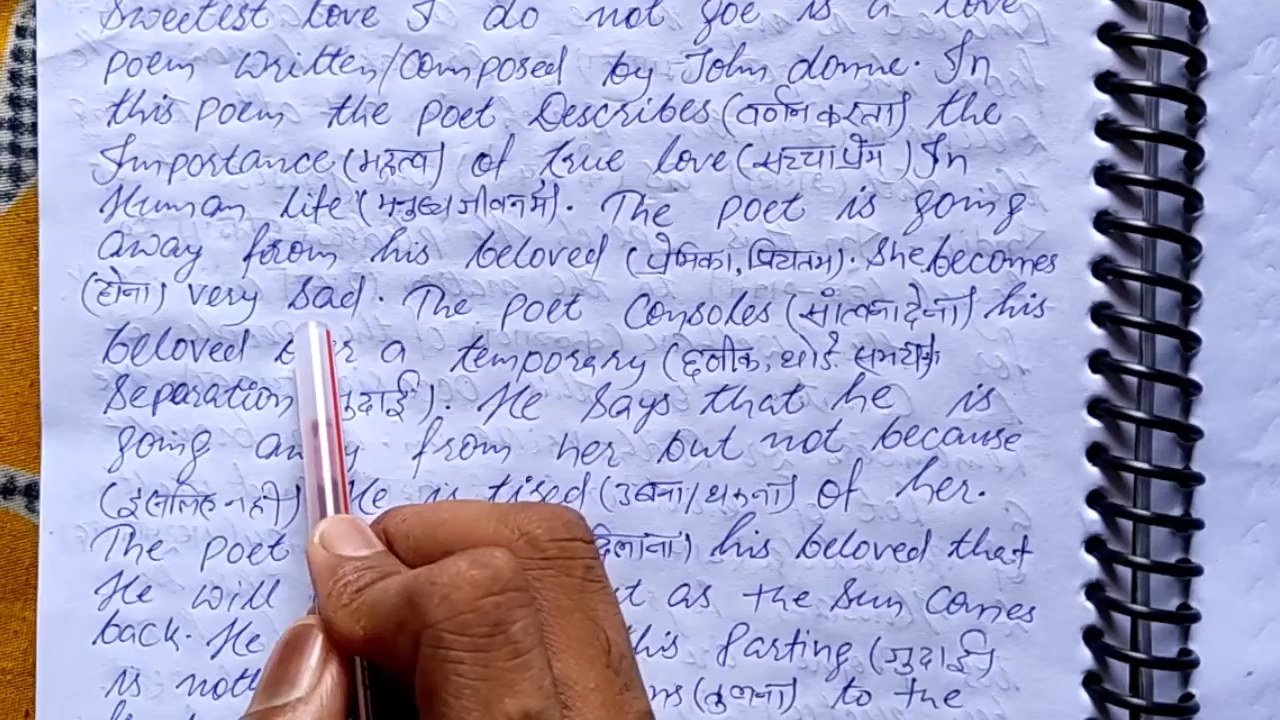 Sweetest love I do not goe is a love
poem written/composed by John donne. In
this poem the poet Describes (वर्णन करता) the
Importance (महत्व) of true love (सच्चा प्रेम) In
Human life (मनुष्य जीवन में). The poet is going
away from his beloved (प्रेमिका, प्रियतम). She becomes
(होना) very sad. The poet Consoles (सांत्वना देना) his
beloved a temporary (छनीक, थोडे समय
Separation). He says that he is
going from her but not because
(इसलिए नही) He is tired (उबना/थकना) of her.
The poet his beloved that
He will as the Sun Comes
back. He this Parting (जुदाई)
is (तुलना) to the